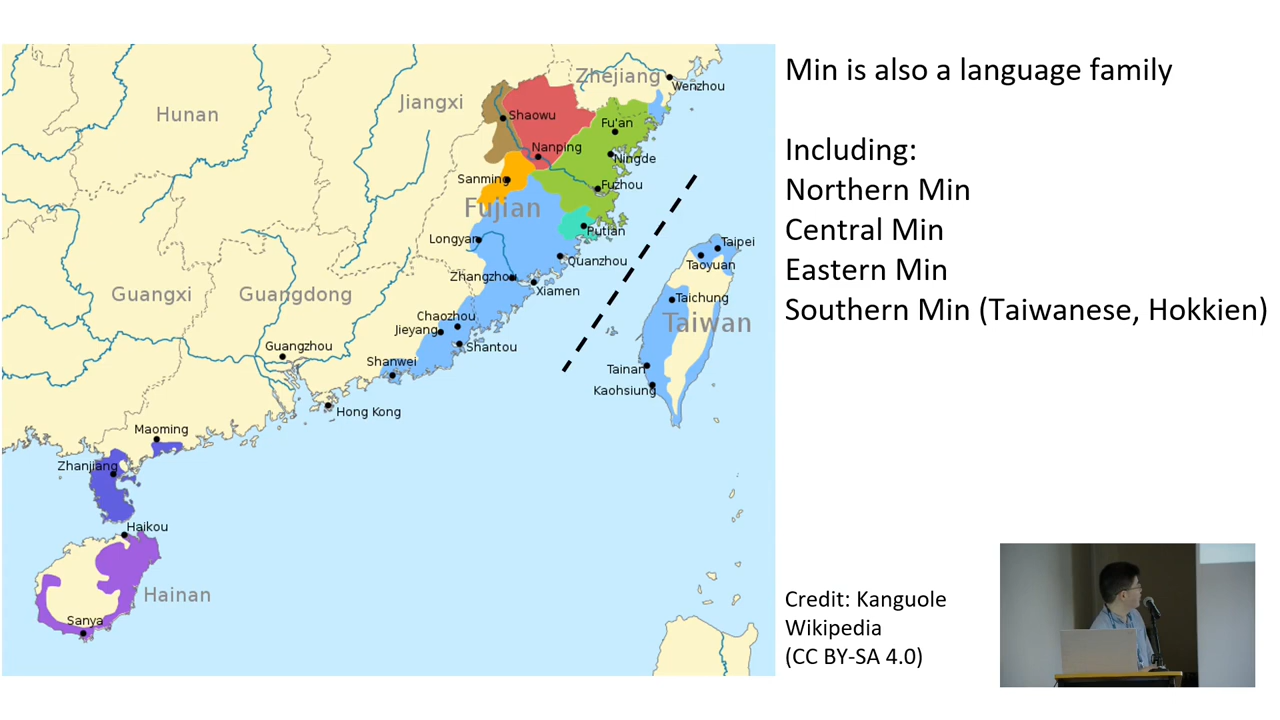 Min is also a language family
Including:
Northern Min
Central Min
Eastern Min
Southern Min (Taiwanese, Hokkien)
Zhejiang
Wenzhou
Jiangxi
Hunan
Shaowu
Fu'an
Nanping
Ningde
Sanming
Fuzhou
Fujian
Putian
Longyan
Quanzhou
Taipei
Taoyuan
Zhangzhou
Xiamen
Guangxi
Guangdong
Taichung
Taiwan
Chaozhou
Jieyang
Shantou
Guangzhou
Shanwei
Tainan
Kaohsiung
Hong Kong
Maoming
Zhanjiang
Haikou
Hainan
Sanya
Credit: Kanguole
Wikipedia
(CC BY-SA 4.0)